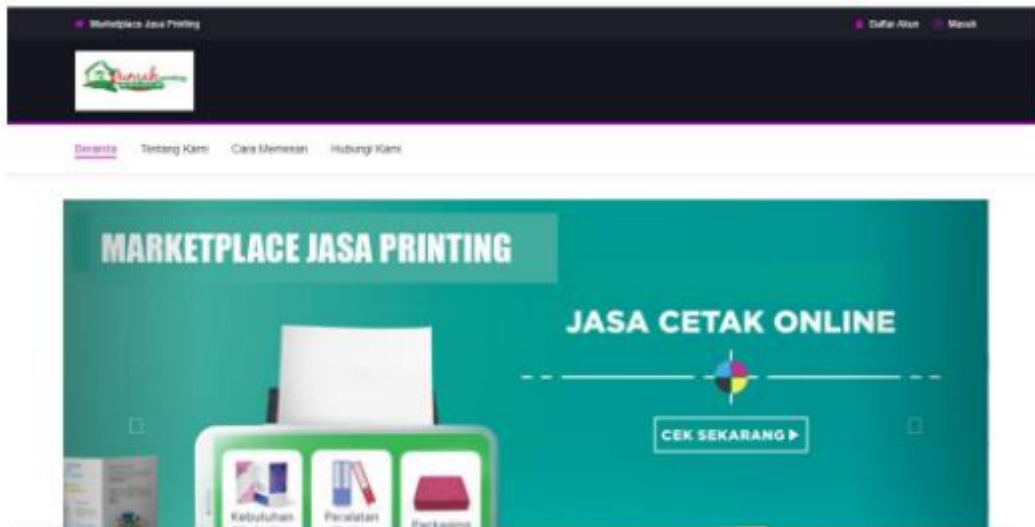 Marketplace Jasa Printing
Daftar Akun
Masuk
Rumah
Beranda
Tentang Kami
Cara Memesan
Hubungi Kami
MARKETPLACE JASA PRINTING
JASA CETAK ONLINE
CEK SEKARANG
Kebutuhan
Peralatan
Packaging